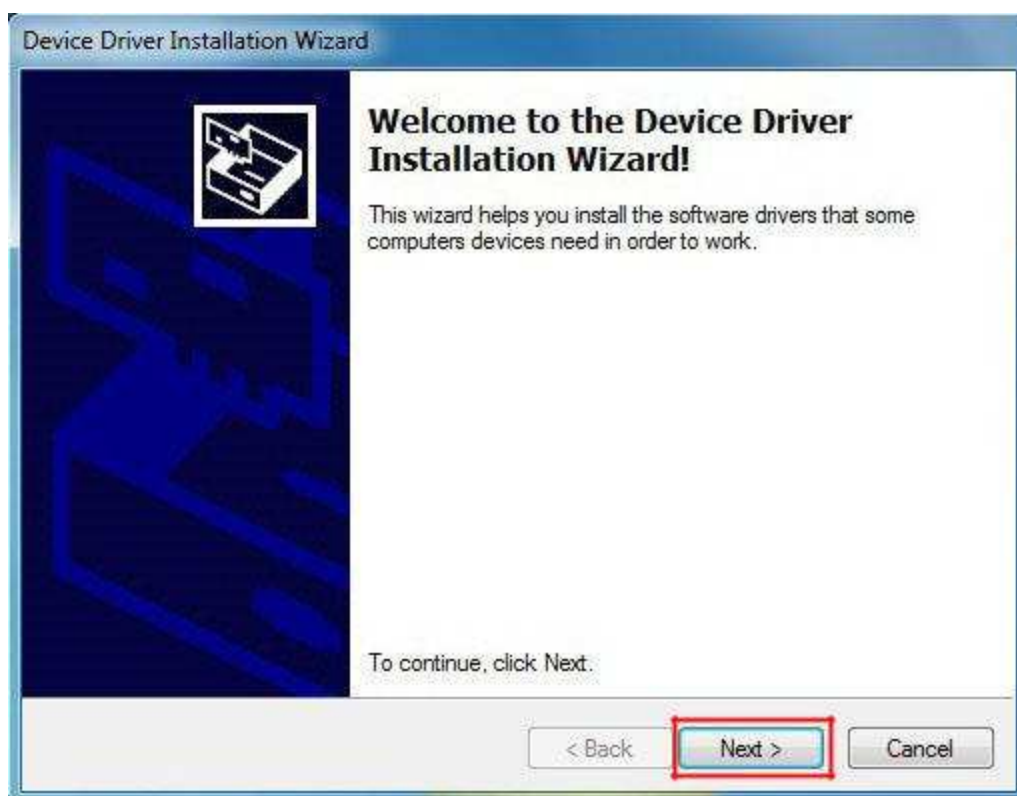 Device Driver Installation Wizard
Welcome to the Device Driver
Installation Wizard!
This wizard helps you install the software drivers that some
computers devices need in order to work.
To continue, click Next.
< Back
Next >
Cancel